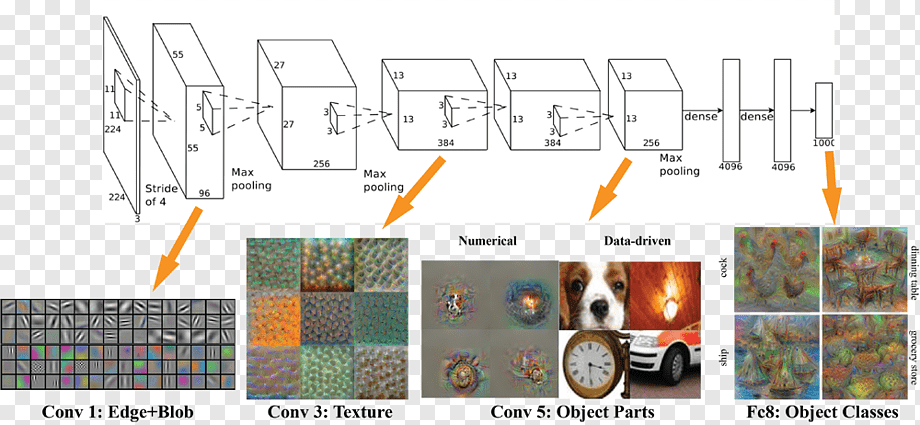 11
11
224
224
3
Stride
of 4
55
55
96
5
5
Max
pooling
27
27
256
3
3
Max
pooling
13
13
384
3
3
13
13
384
3
3
13
13
256
Max
pooling
dense
4096
dense
4096
1000
Numerical
Data-driven
cock
ship
dinning table
grocery store
Conv 1: Edge+Blob
Conv 3: Texture
Conv 5: Object Parts
Fc8: Object Classes